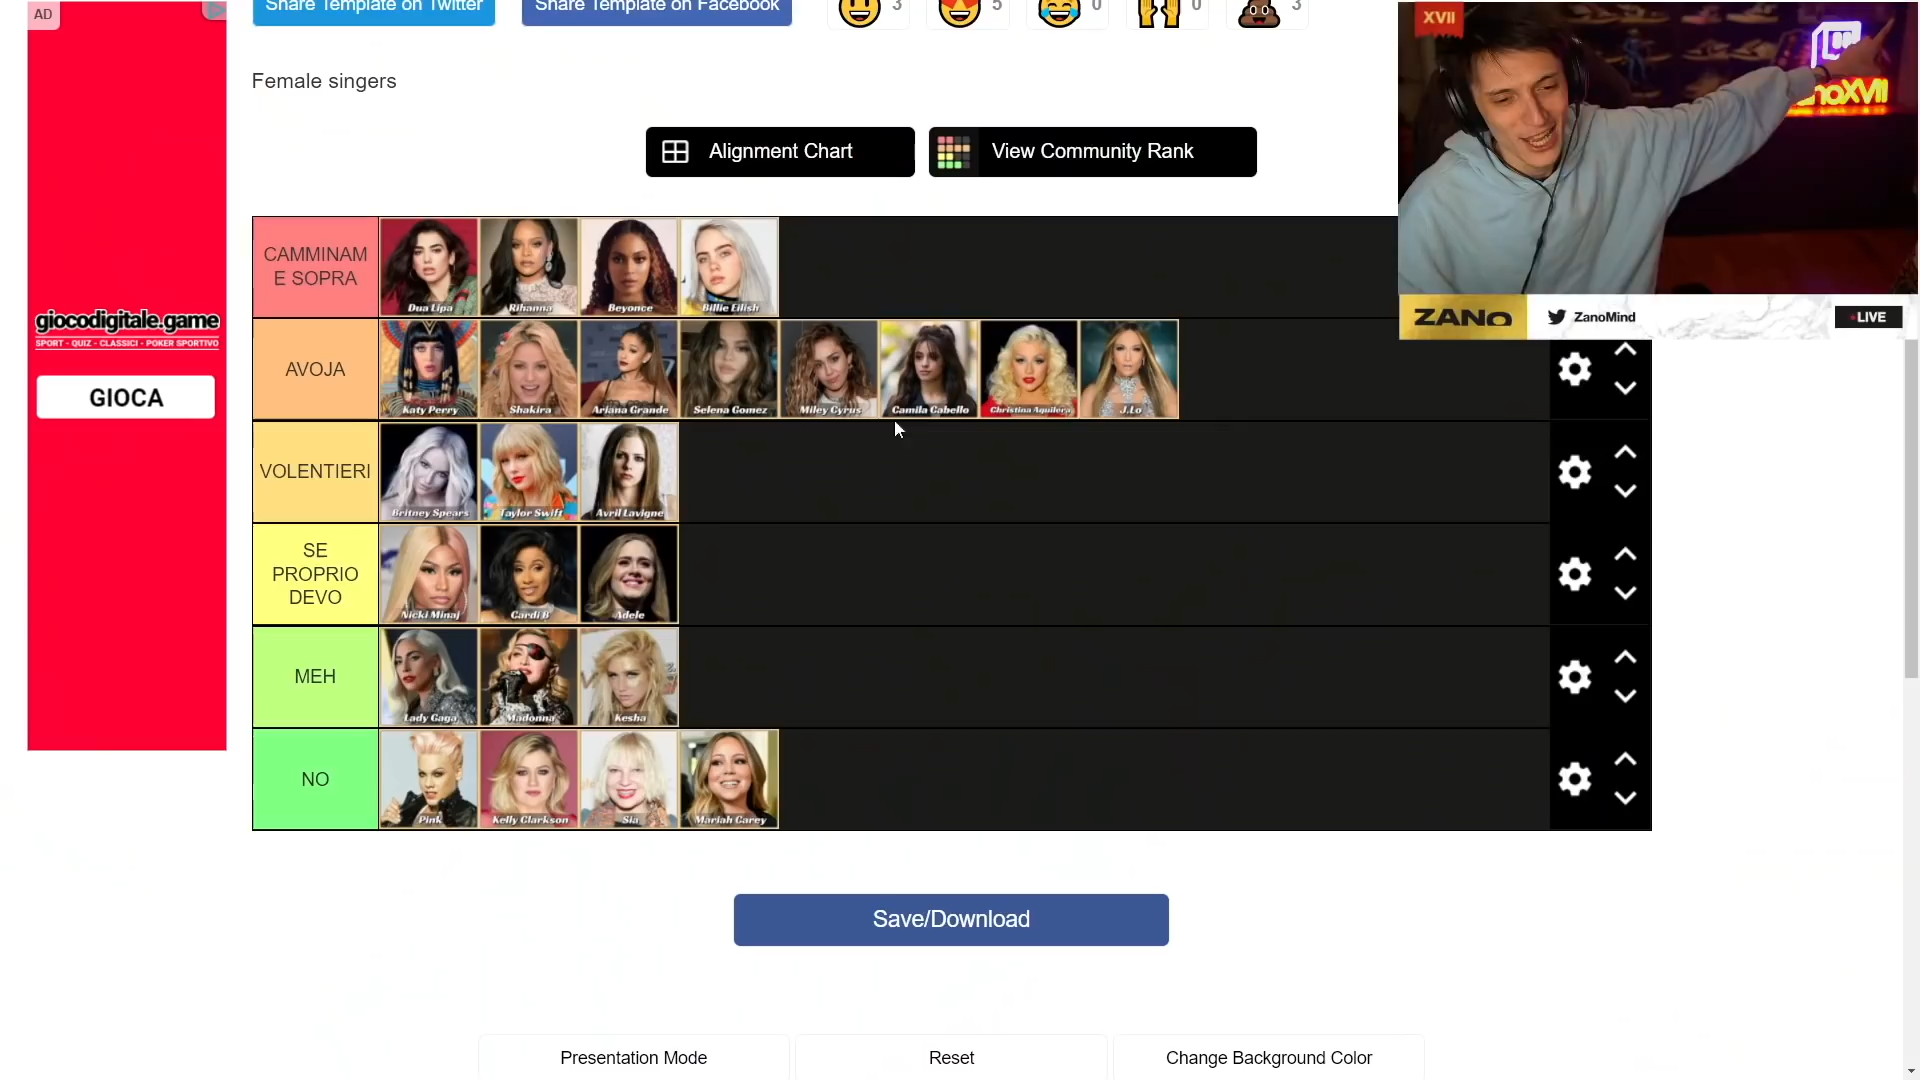 AD
Share Template on Twitter
Share Template on Facebook
3
5
0
0
3
XVII
noXVII
Female singers
Alignment Chart
View Community Rank
CAMMINAM
E SOPRA
Dua Lipa
Rihanna
Beyonce
Billie Eilish
ZANO
ZanoMind
LIVE
giocodigitale.game
SPORT - QUIZ - CLASSICI - POKER SPORTIVO
GIOCA
AVOJA
Katy Perry
Shakira
Ariana Grande
Selena Gomez
Miley Cyrus
Camila Cabello
Christina Aguilera
J.Lo
VOLENTIERI
Britney Spears
Taylor Swift
Avril Lavigne
SE
PROPRIO
DEVO
Nicki Minaj
Cardi B
Adele
MEH
Lady Gaga
Madonna
Kesha
NO
Pink
Kelly Clarkson
Sia
Mariah Carey
Save/Download
Presentation Mode
Reset
Change Background Color